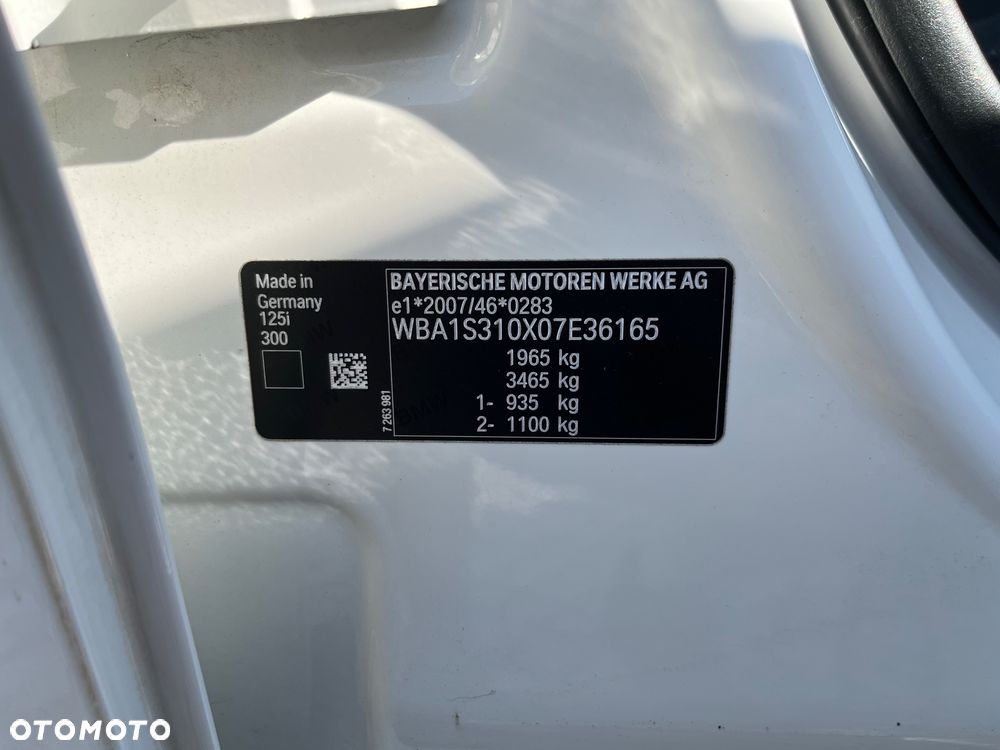 Made in
Germany
125i
300
7 263 981
BAYERISCHE MOTOREN WERKE AG
e1*2007/46*0283
WBA1S310X07E36165
1965 kg
3465 kg
1- 935 kg
2- 1100 kg
BMW
OTOMOTO